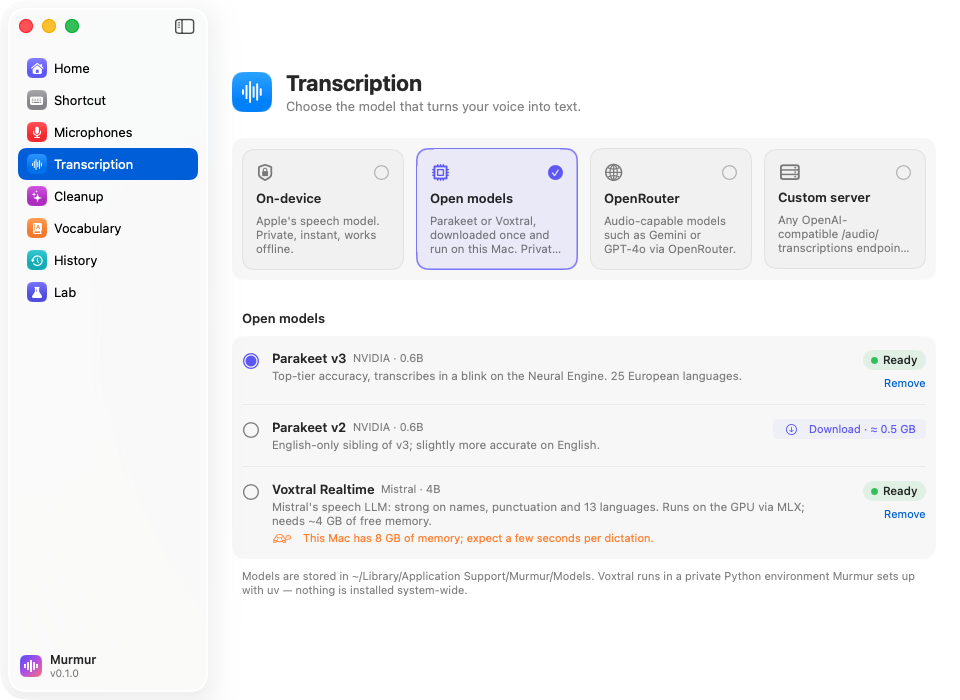 Home
Shortcut
Microphones
Transcription
Cleanup
Vocabulary
History
Lab
Murmur
v0.1.0
Transcription
Choose the model that turns your voice into text.
On-device
Apple's speech model.
Private, instant, works
offline.
Open models
Parakeet or Voxtral,
downloaded once and
run on this Mac. Privat...
OpenRouter
Audio-capable models
such as Gemini or
GPT-4o via OpenRouter.
Custom server
Any OpenAI-
compatible /audio/
transcriptions endpoin...
Open models
Parakeet v3 NVIDIA · 0.6B
Top-tier accuracy, transcribes in a blink on the Neural Engine. 25 European languages.
Ready
Remove
Parakeet v2 NVIDIA · 0.6B
English-only sibling of v3; slightly more accurate on English.
Download · ≈ 0.5 GB
Voxtral Realtime Mistral · 4B
Mistral's speech LLM: strong on names, punctuation and 13 languages. Runs on the GPU via MLX;
needs ~4 GB of free memory.
This Mac has 8 GB of memory; expect a few seconds per dictation.
Ready
Remove
Models are stored in ~/Library/Application Support/Murmur/Models. Voxtral runs in a private Python environment Murmur sets up
with uv — nothing is installed system-wide.